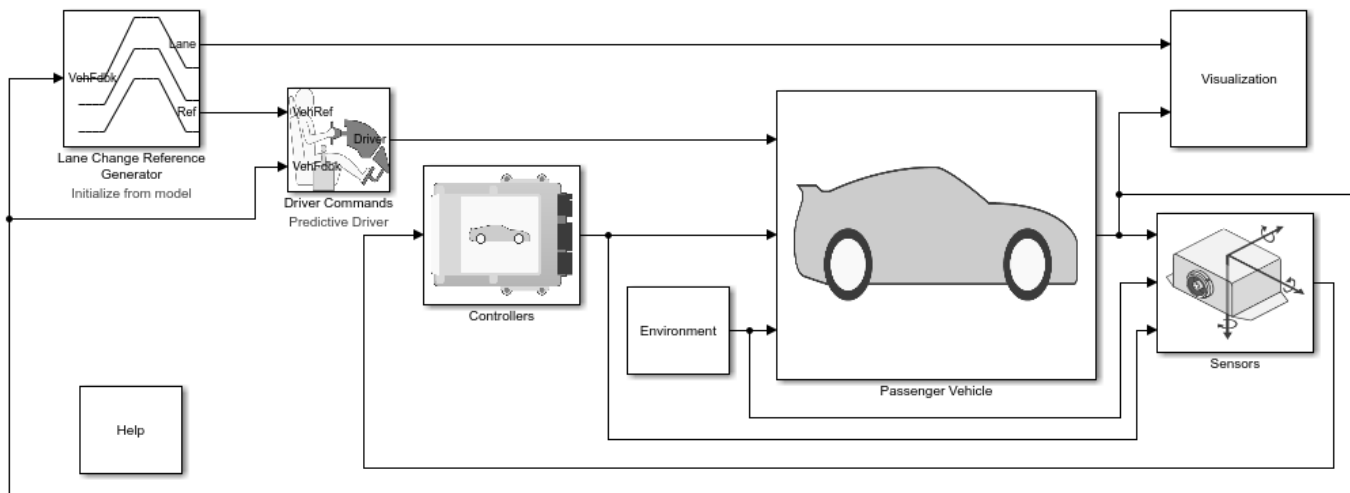 Lane
VehFdbk
Ref
Lane Change Reference
Generator
Initialize from model
VehRef
Driver
VehFdbk
Driver Commands
Predictive Driver
Controllers
Environment
Passenger Vehicle
Visualization
Sensors
Help